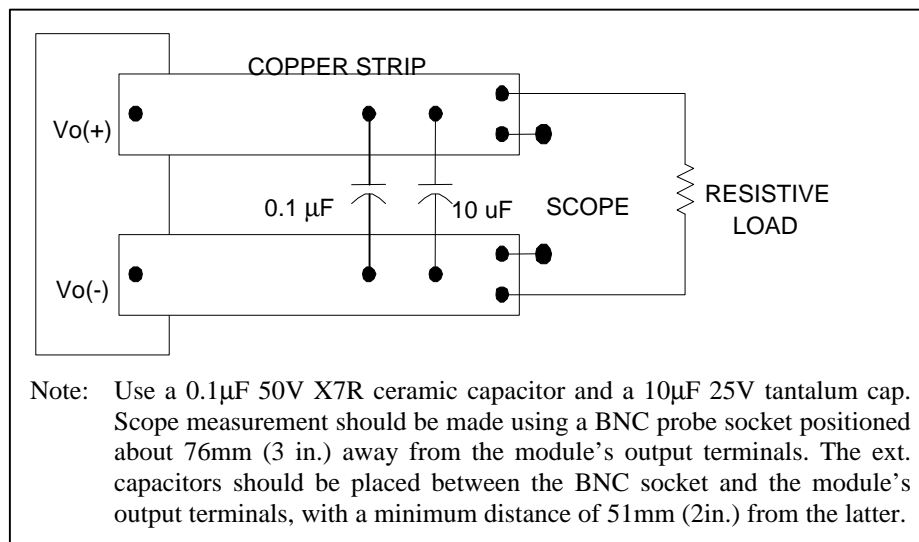 COPPER STRIP
Vo(+)
0.1 μF
10 uF
SCOPE
RESISTIVE
LOAD
Vo(-)
Note: Use a 0.1μF 50V X7R ceramic capacitor and a 10μF 25V tantalum cap.
Scope measurement should be made using a BNC probe socket positioned
about 76mm (3 in.) away from the module's output terminals. The ext.
capacitors should be placed between the BNC socket and the module's
output terminals, with a minimum distance of 51mm (2in.) from the latter.